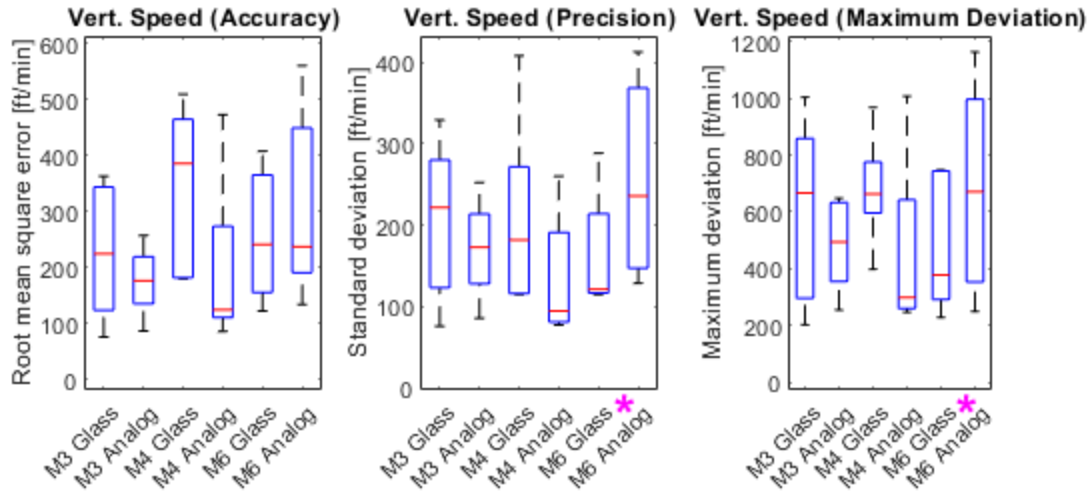 Vert. Speed (Accuracy)
Root mean square error [ft/min]
600
500
400
300
200
100
0
M3 Glass
M3 Analog
M4 Glass
M4 Analog
M6 Glass
M6 Analog
Vert. Speed (Precision)
Standard deviation [ft/min]
400
300
200
100
0
M3 Glass
M3 Analog
M4 Glass
M4 Analog
M6 Glass
*
M6 Analog
Vert. Speed (Maximum Deviation)
Maximum deviation [ft/min]
1200
1000
800
600
400
200
0
M3 Glass
M3 Analog
M4 Glass
M4 Analog
M6 Glass
*
M6 Analog